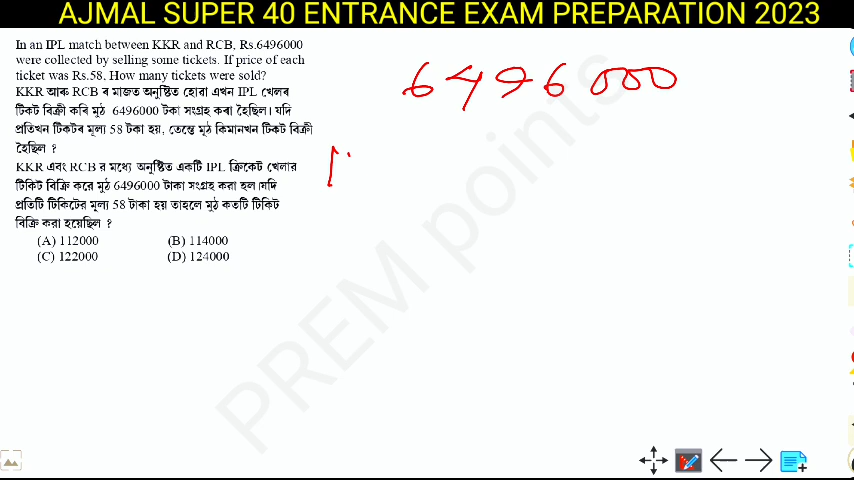 AJMAL SUPER 40 ENTRANCE EXAM PREPARATION 2023
In an IPL match between KKR and RCB, Rs.6496000
were collected by selling some tickets. If price of each
ticket was Rs.58. How many tickets were sold?
KKR আৰু RCB ৰ মাজত অনুষ্টিত হোৱা এখন IPL খেলৰ
টিকট বিক্ৰী কৰি মুঠ 6496000 টকা সংগ্ৰহ কৰা হৈছিল। যদি
প্ৰতিখন টিকটৰ মূল্য 58 টকা হয়, তেন্তে মুঠ কিমানখন টিকট বিক্ৰী
হৈছিল ?
KKR এবং RCB র মধ্যে অনুষ্টিত একটি IPL ক্রিকেট খেলার
টিকিট বিক্রি করে মুঠ 6496000 টাকা সংগ্রহ করা হল।যদি
প্রতিটি টিকিটের মূল্য 58 টাকা হয় তাহলে মুঠ কতটি টিকিট
বিক্রি করা হয়েছিল ?
(A) 112000 (B) 114000
(C) 122000 (D) 124000
6496000
PREM points